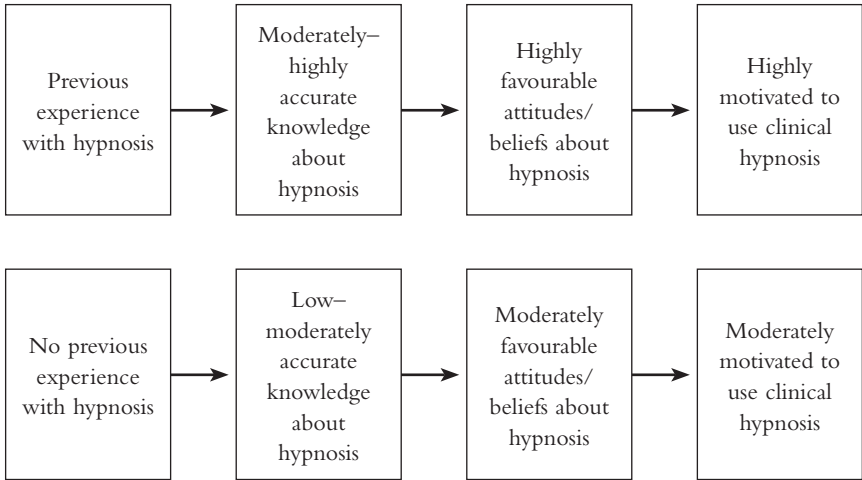 Previous
experience
with hypnosis
Moderately–
highly
accurate
knowledge
about
hypnosis
Highly
favourable
attitudes/
beliefs about
hypnosis
Highly
motivated to
use clinical
hypnosis
No previous
experience
with hypnosis
Low–
moderately
accurate
knowledge
about
hypnosis
Moderately
favourable
attitudes/
beliefs about
hypnosis
Moderately
motivated to
use clinical
hypnosis